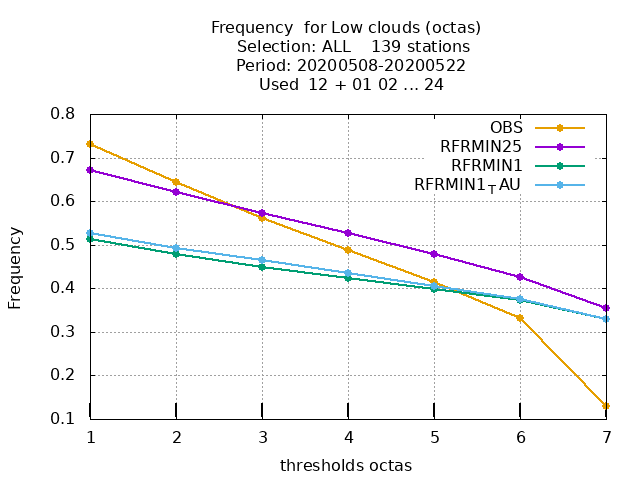 Frequency  for Low clouds (octas)
Selection: ALL    139 stations
Period: 20200508-20200522
Used  12 + 01 02 ... 24
OBS
RFRMIN25
RFRMIN1
RFRMIN1TAU
0.8
0.7
0.6
0.5
0.4
0.3
0.2
0.1
Frequency
1 2 3 4 5 6 7
thresholds octas